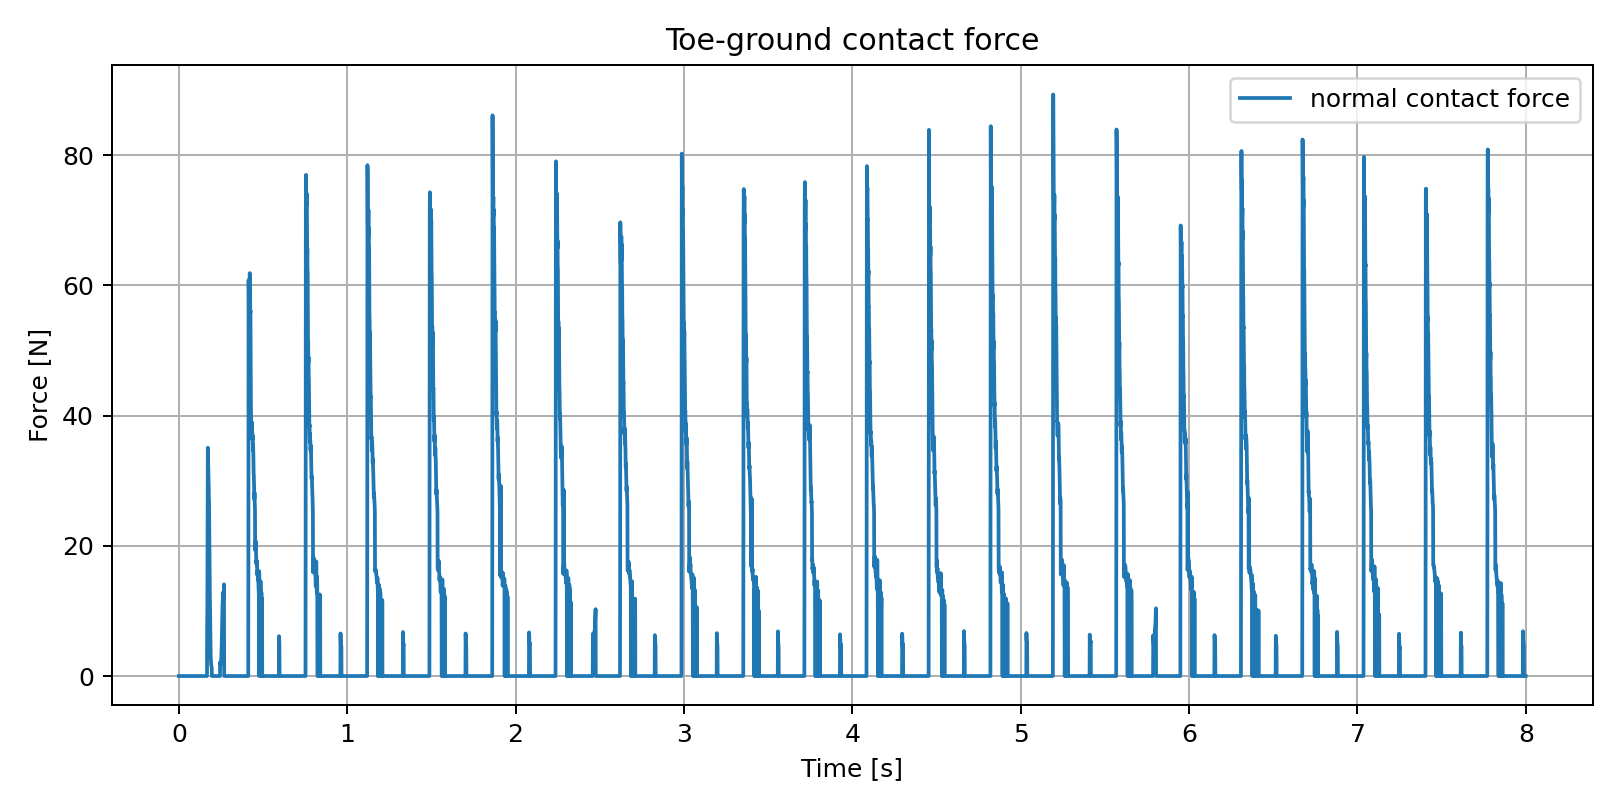 Toe-ground contact force
normal contact force
Force [N]
80
60
40
20
0
0 1 2 3 4 5 6 7 8
Time [s]